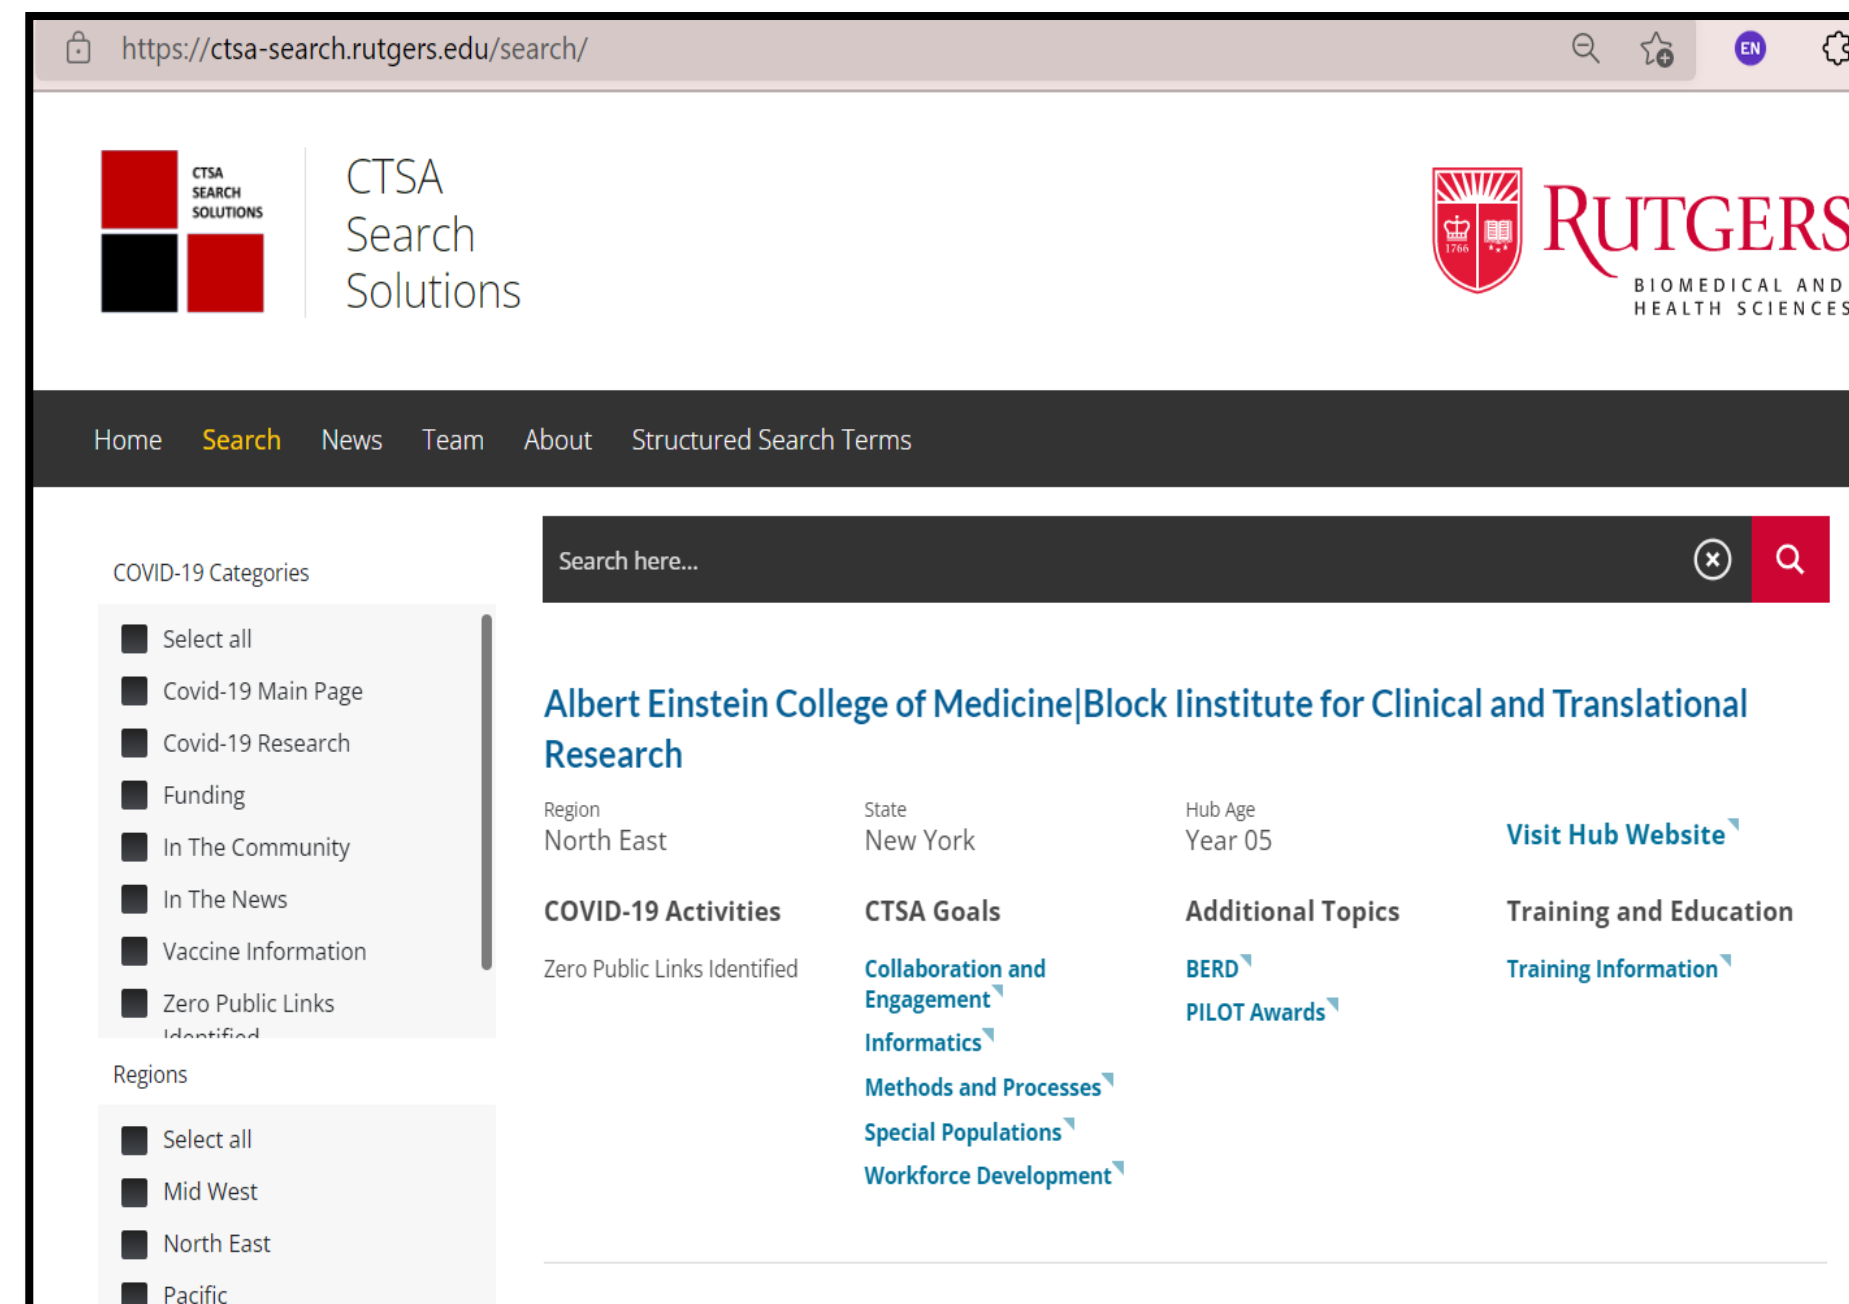 https://ctsa-search.rutgers.edu/search/
EN
CTSA
SEARCH
SOLUTIONS
CTSA
Search
Solutions
1766
RUTGERS
BIOMEDICAL AND
HEALTH SCIENCES
Home Search News Team About Structured Search Terms
COVID-19 Categories
Select all
Covid-19 Main Page
Covid-19 Research
Funding
In The Community
In The News
Vaccine Information
Zero Public Links
Identified
Regions
Select all
Mid West
North East
Pacific
Search here...
Albert Einstein College of Medicine|Block Iinstitute for Clinical and Translational
Research
Region
North East
State
New York
Hub Age
Year 05
Visit Hub Website
COVID-19 Activities
Zero Public Links Identified
CTSA Goals
Collaboration and
Engagement
Informatics
Methods and Processes
Special Populations
Workforce Development
Additional Topics
BERD
PILOT Awards
Training and Education
Training Information